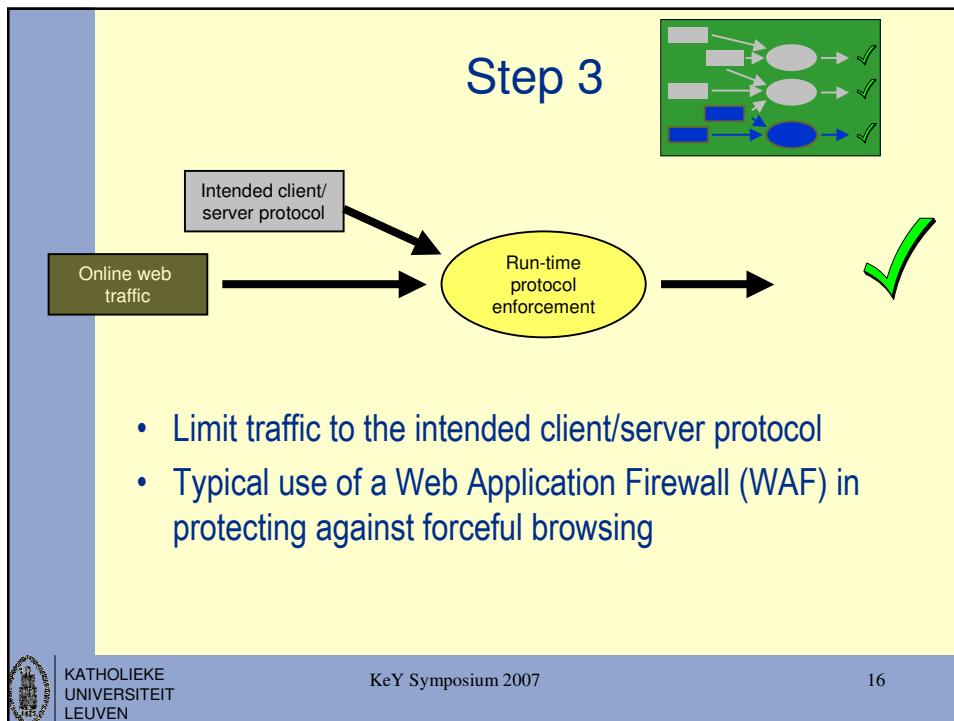 Step 3
Intended client/
server protocol
Online web
traffic
Run-time
protocol
enforcement
• Limit traffic to the intended client/server protocol
• Typical use of a Web Application Firewall (WAF) in
protecting against forceful browsing
KATHOLIEKE
UNIVERSITEIT
LEUVEN
KeY Symposium 2007
16